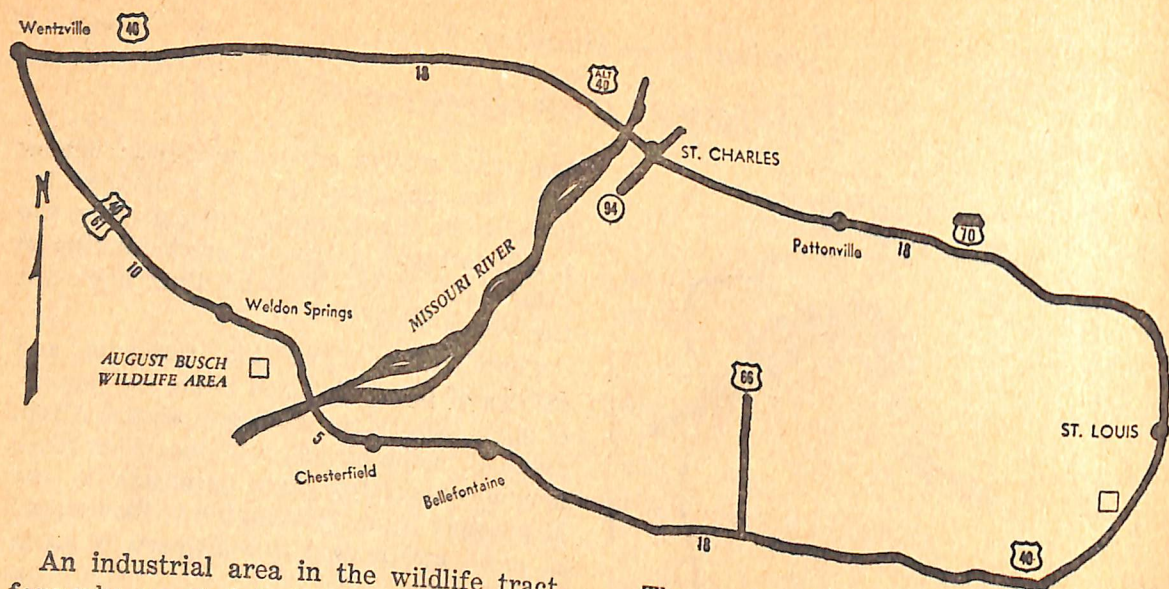 Wentzville
40
18
ALT
40
ST. CHARLES
94
N
40
61
10
Pattonville
18
70
MISSOURI RIVER
Weldon Springs
AUGUST BUSCH
WILDLIFE AREA
66
ST. LOUIS
5
Chesterfield
Bellefontaine
18
40
An industrial area in the wildlife tract